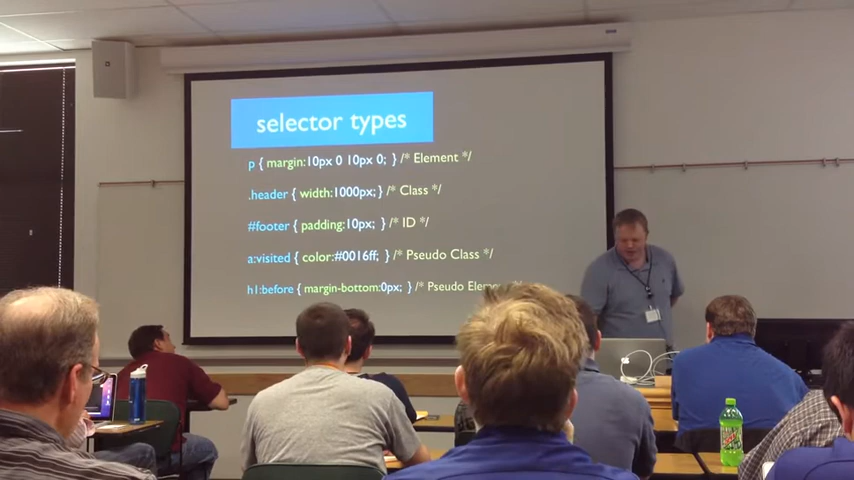 selector types
p { margin:10px 0 10px 0; } /* Element */
.header { width:1000px; } /* Class */
#footer { padding:10px; } /* ID */
a:visited { color:#0016ff; } /* Pseudo Class */
h1:before { margin-bottom:0px; } /* Pseudo